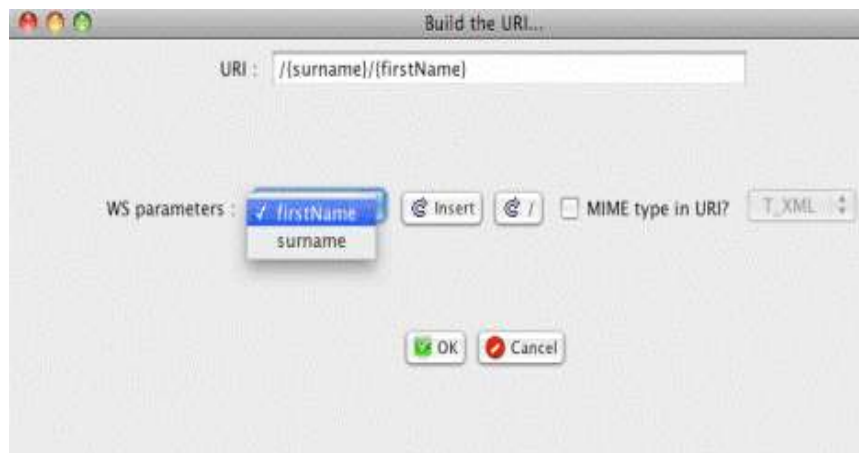 Build the URI...
URI : /{surname}/{firstName}
WS parameters : ✓ firstName Insert / MIME type in URI? T_XML
surname
OK Cancel